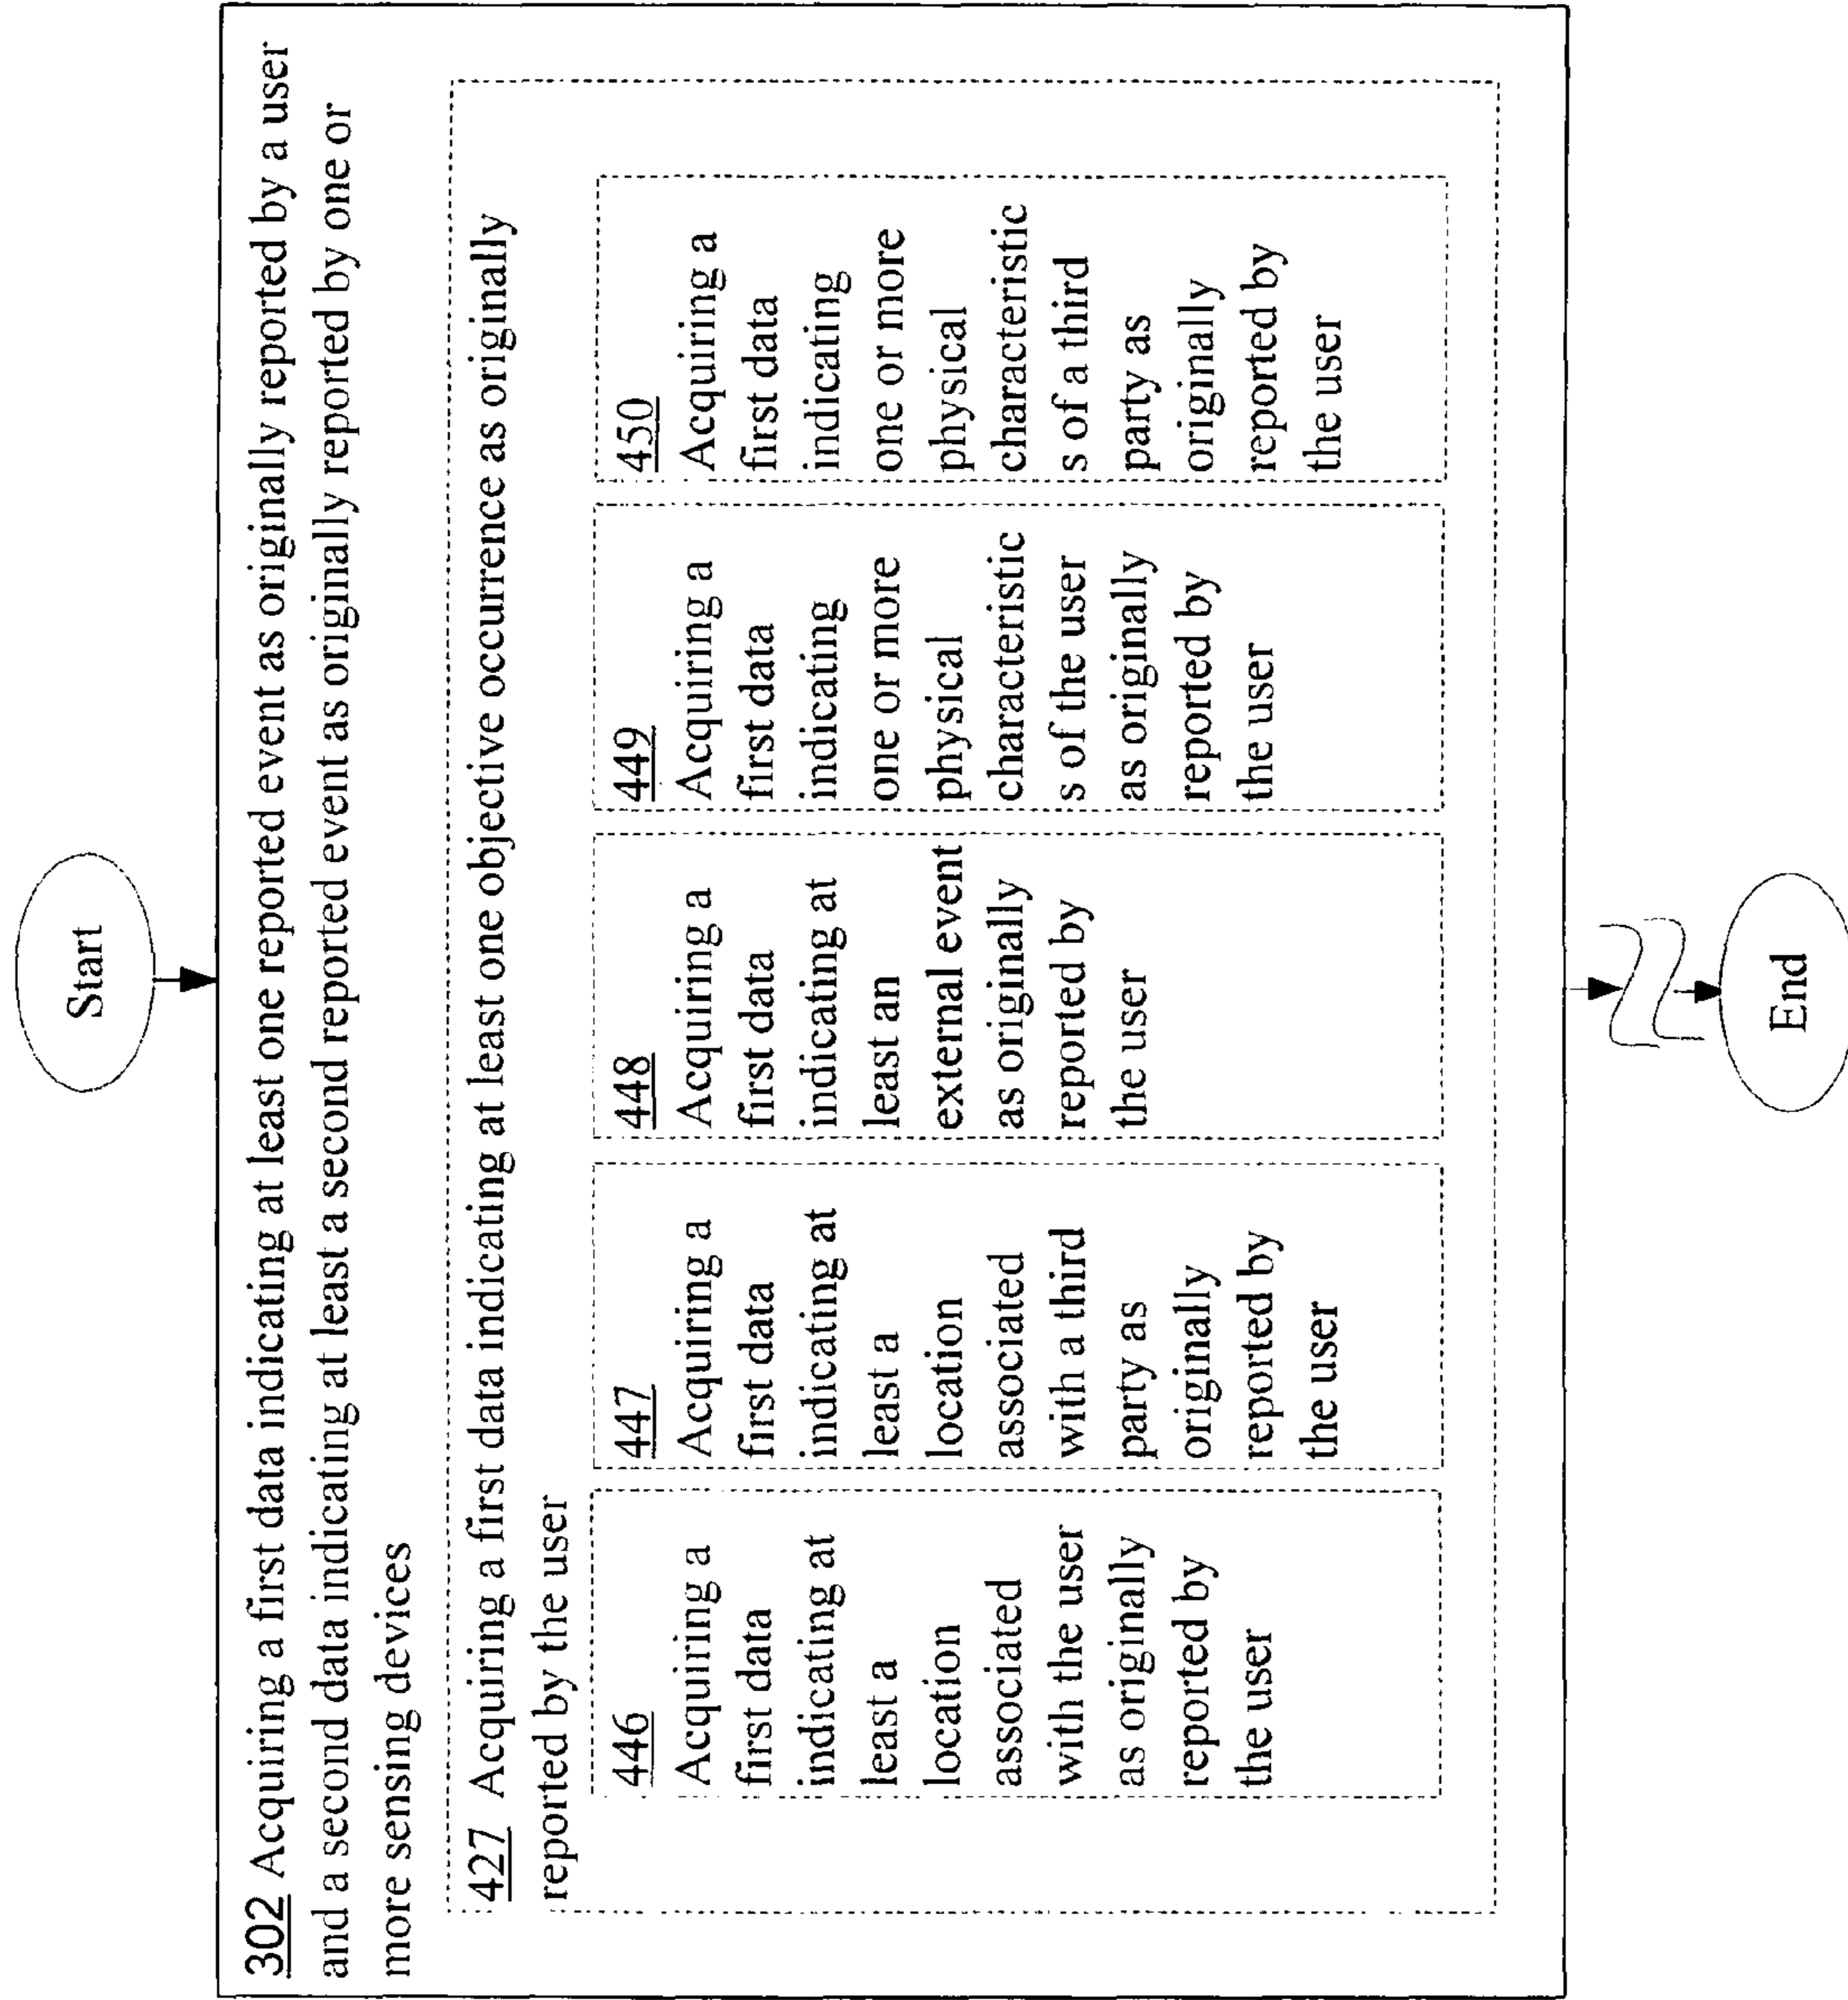 Start
302 Acquiring a first data indicating at least one reported event as originally reported by a user
and a second data indicating at least a second reported event as originally reported by one or
more sensing devices
427 Acquiring a first data indicating at least one objective occurrence as originally
reported by the user
446
Acquiring a
first data
indicating at
least a
location
associated
with the user
as originally
reported by
the user
447
Acquiring a
first data
indicating at
least a
location
associated
with a third
party as
originally
reported by
the user
448
Acquiring a
first data
indicating at
least an
external event
as originally
reported by
the user
449
Acquiring a
first data
indicating
one or more
physical
characteristic
s of the user
as originally
reported by
the user
450
Acquiring a
first data
indicating
one or more
physical
characteristic
s of a third
party as
originally
reported by
the user
End